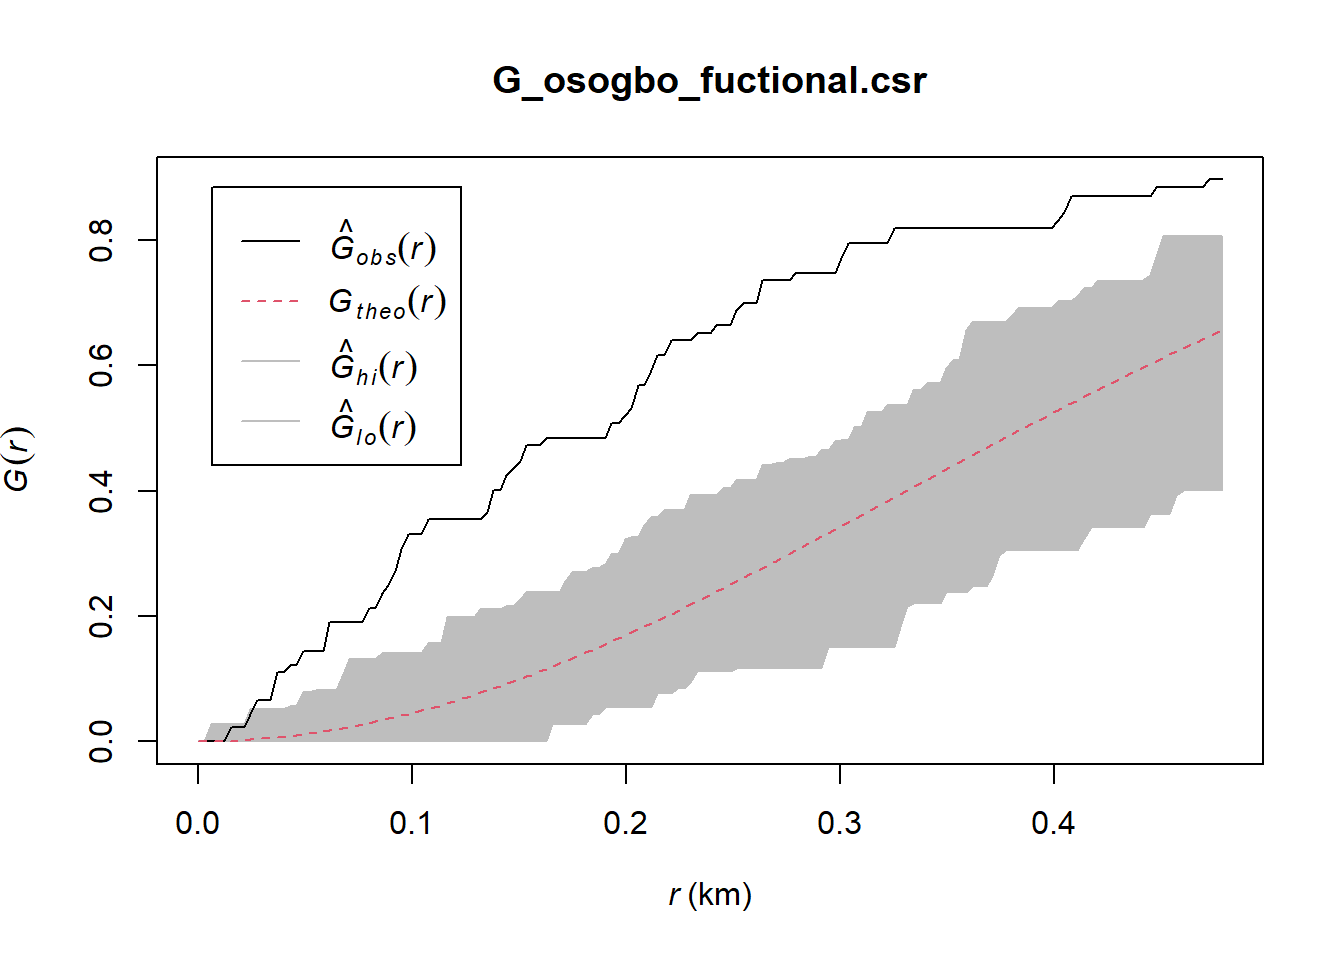 G_osogbo_fuctional.csr
Ĝobs(r)
Gtheo(r)
Ĝhi(r)
Ĝlo(r)
G(r)
0.8
0.6
0.4
0.2
0.0
0.0 0.1 0.2 0.3 0.4
r (km)